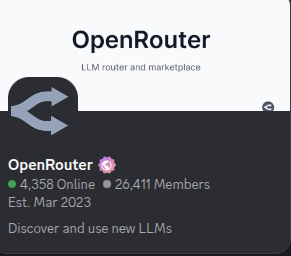 OpenRouter
LLM router and marketplace
OpenRouter
4,358 Online 26,411 Members
Est. Mar 2023
Discover and use new LLMs